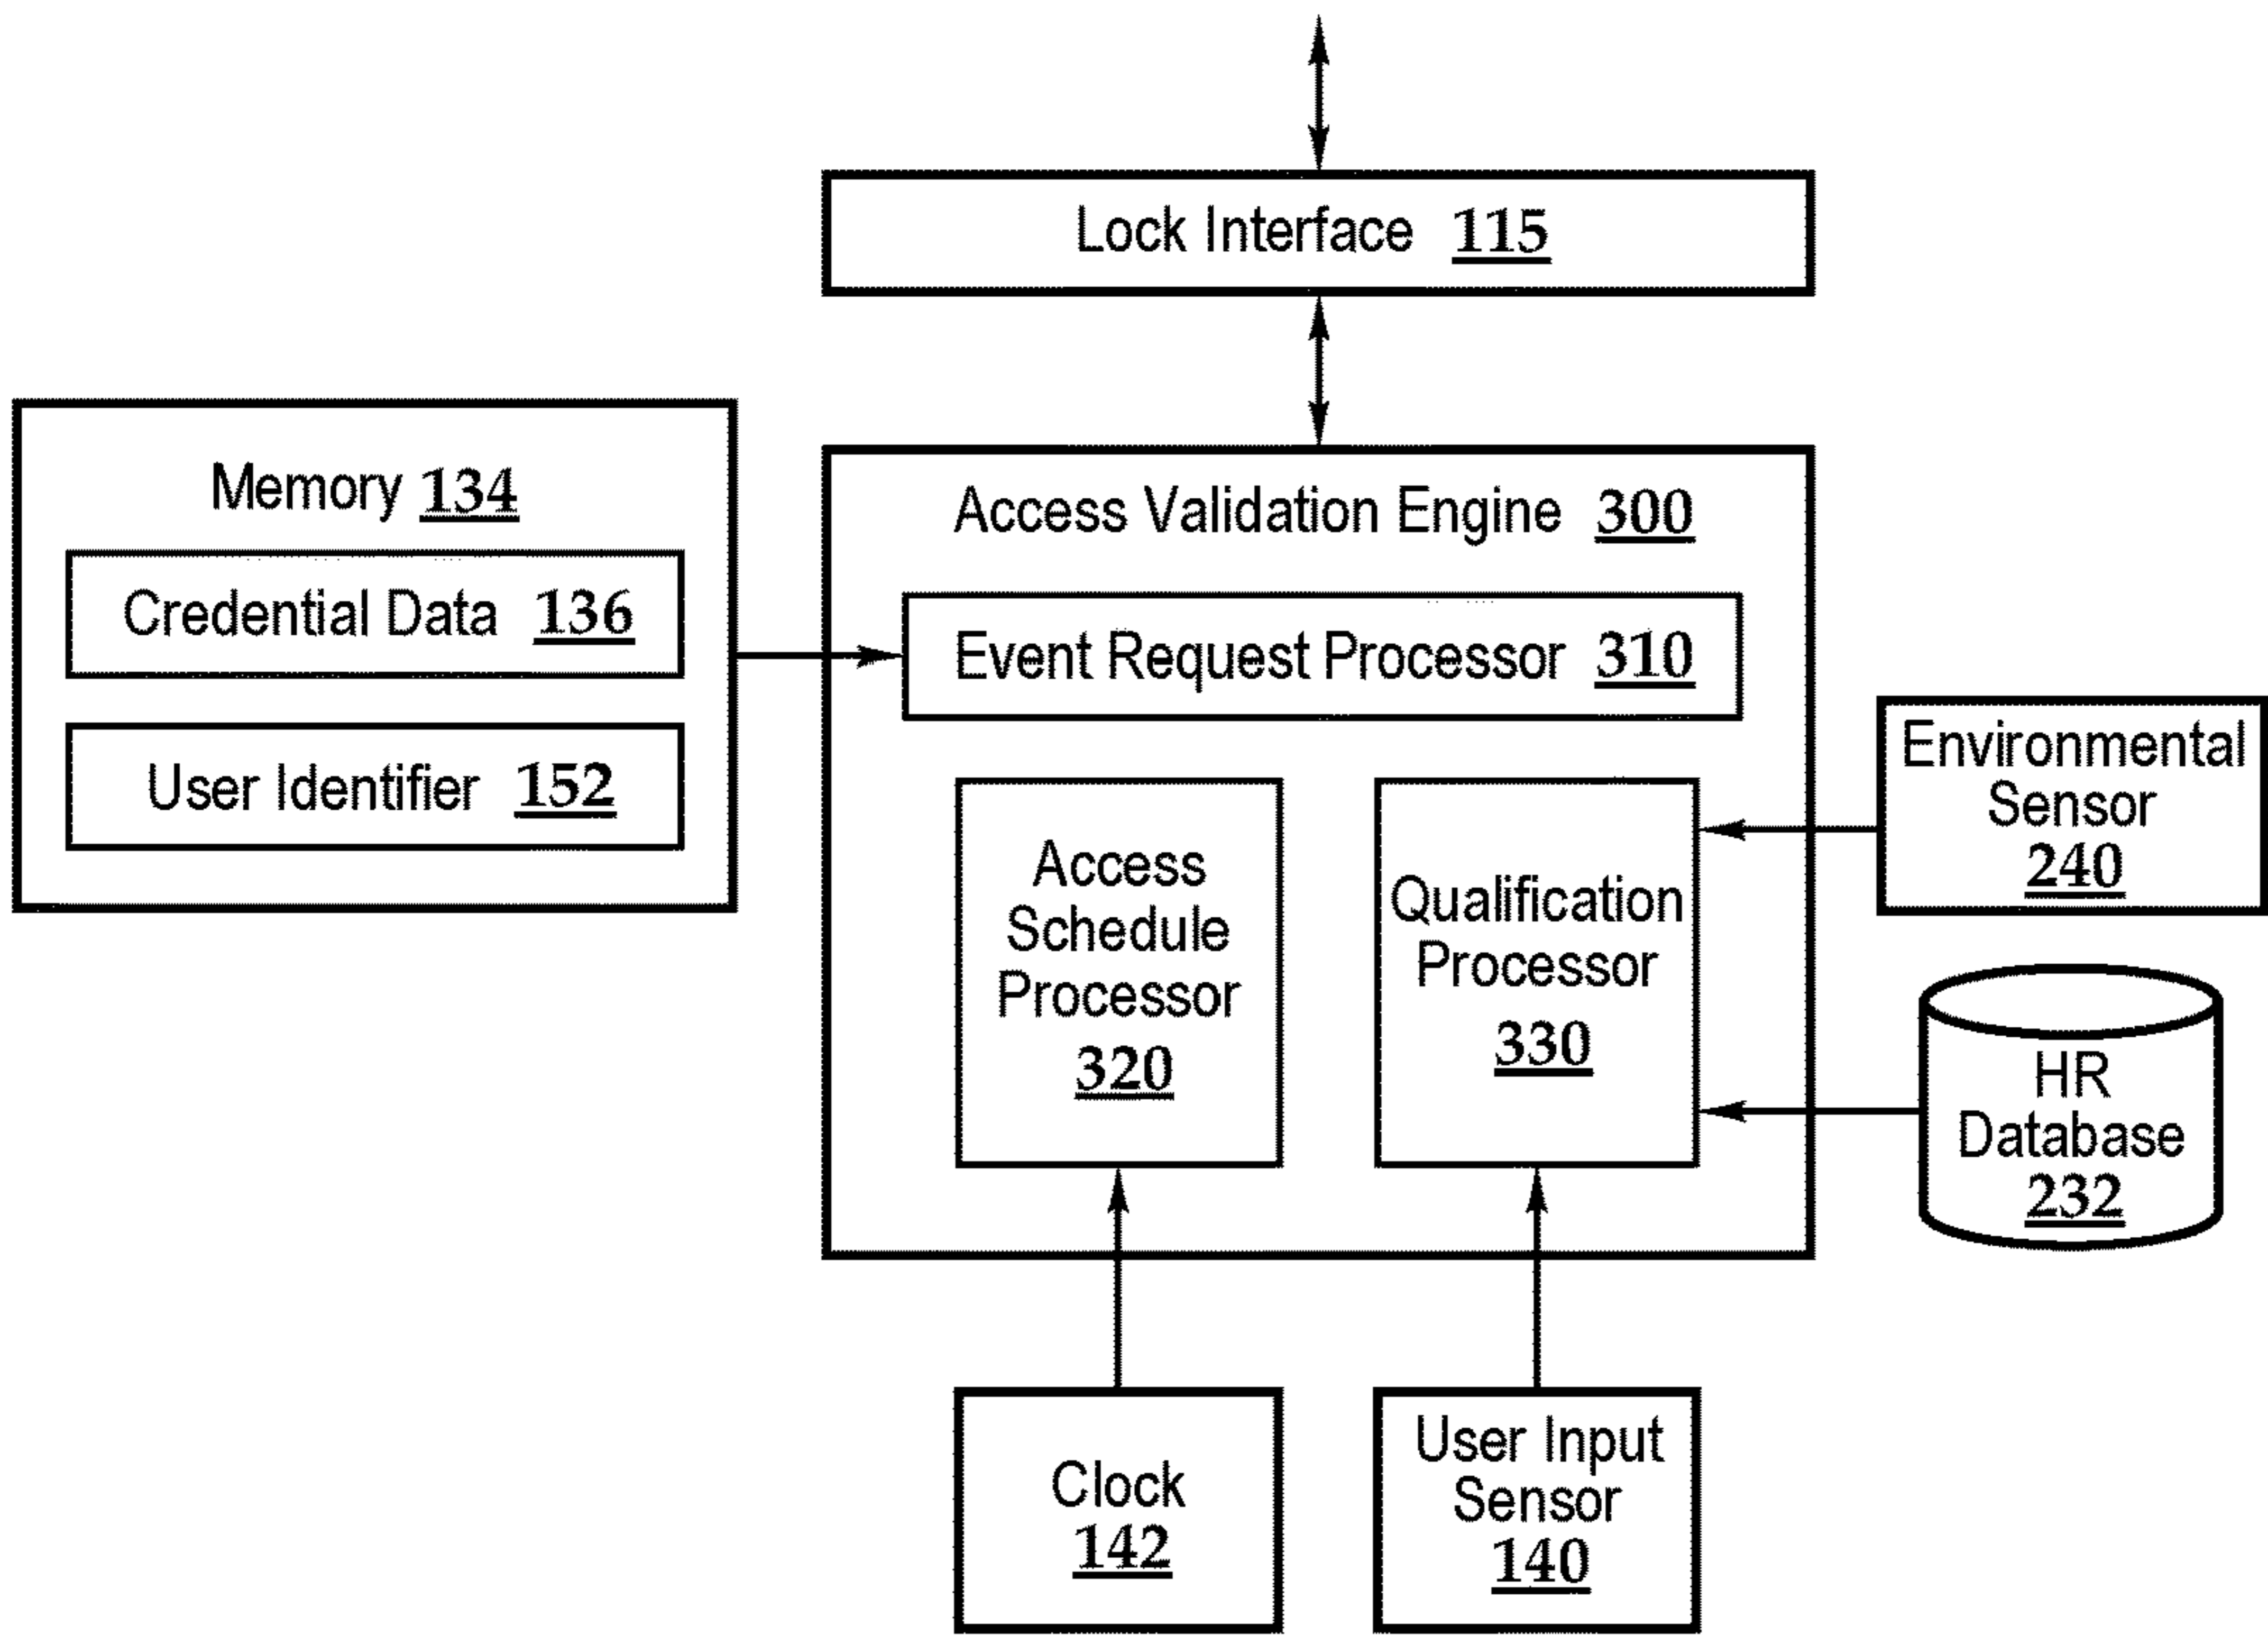 Lock Interface 115
Memory 134
Credential Data 136
User Identifier 152
Access Validation Engine 300
Event Request Processor 310
Access
Schedule
Processor
320
Qualification
Processor
330
Environmental
Sensor
240
HR
Database
232
Clock
142
User Input
Sensor
140